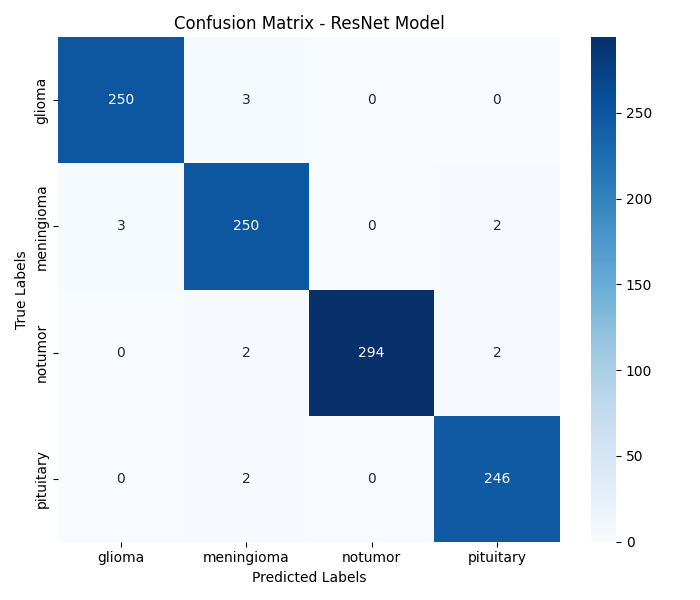 Confusion Matrix - ResNet Model
True Labels
glioma 250 3 0 0
meningioma 3 250 0 2
notumor 0 2 294 2
pituitary 0 2 0 246
glioma meningioma notumor pituitary
Predicted Labels
250
200
150
100
50
0